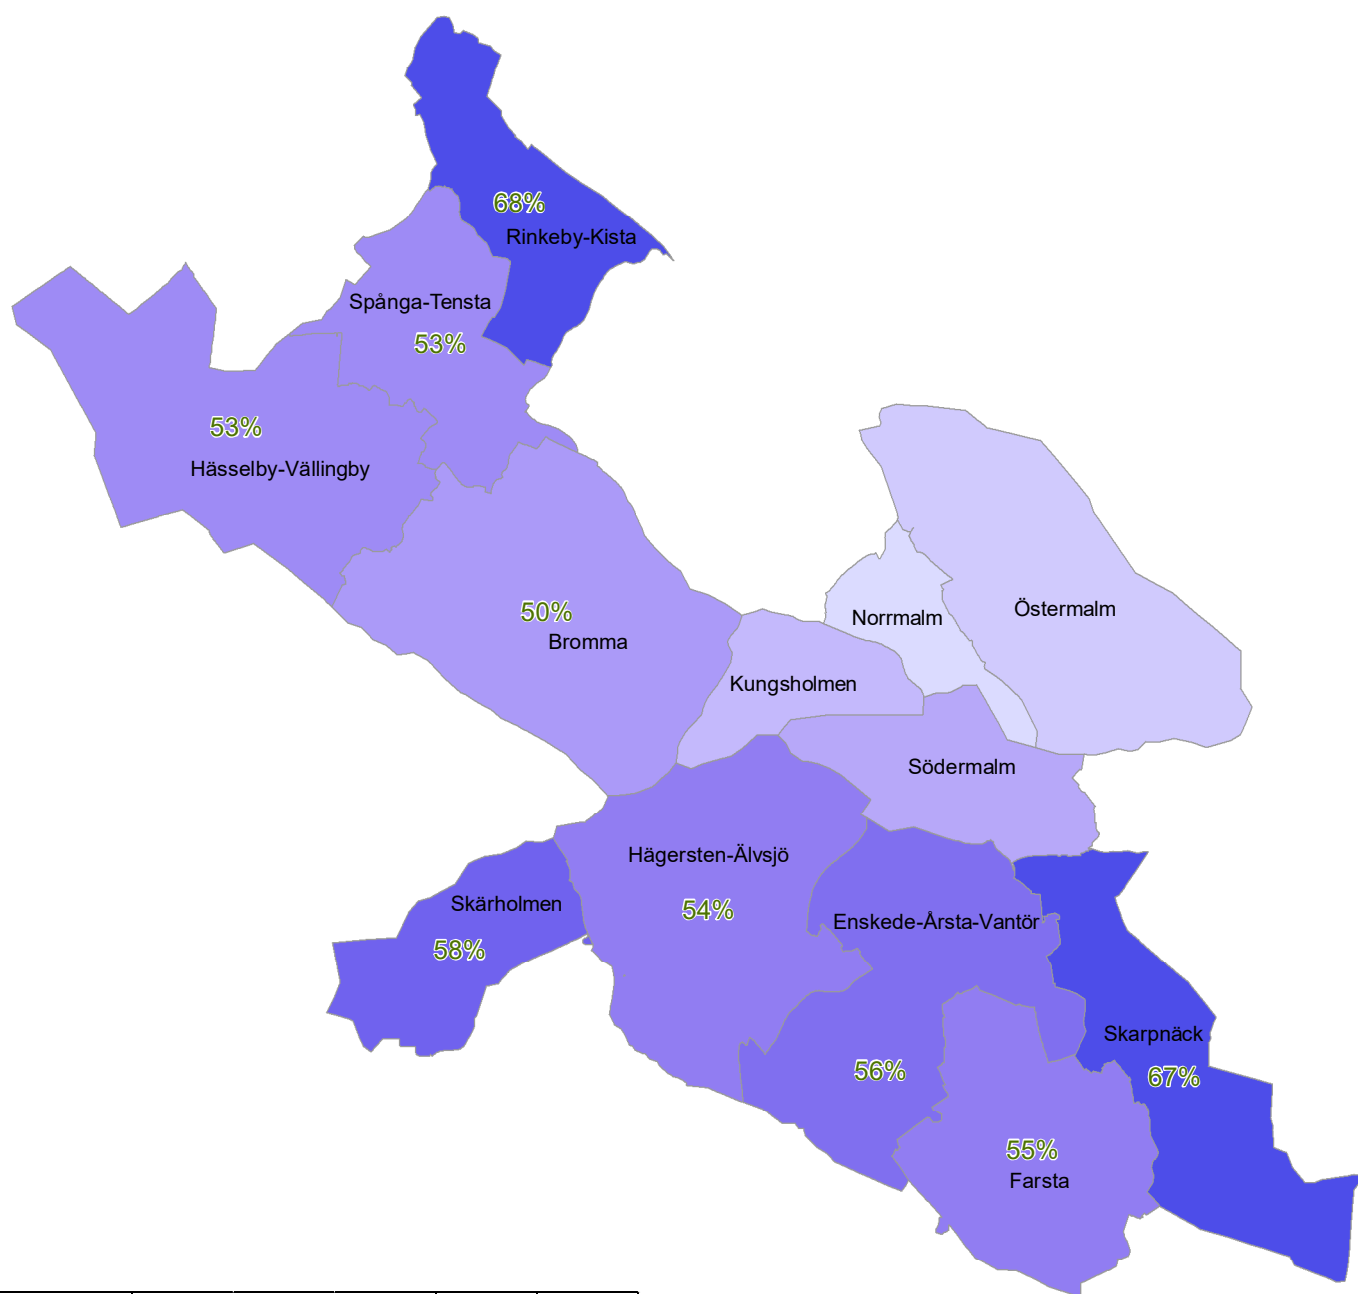 68%
Rinkeby-Kista
Spånga-Tensta
53%
53%
Hässelby-Vällingby
50%
Bromma
Norrmalm
Östermalm
Kungsholmen
Södermalm
Hägersten-Älvsjö
54%
Skärholmen
58%
Enskede-Årsta-Vantör
56%
Skarpnäck
67%
55%
Farsta